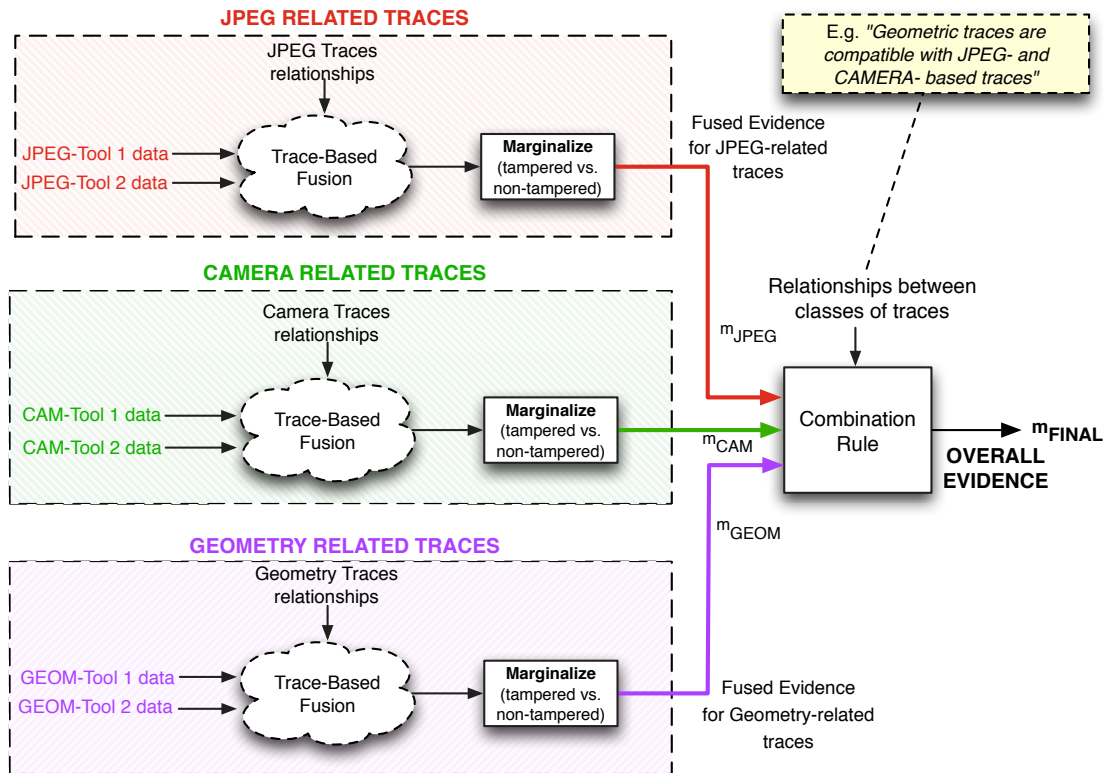 JPEG RELATED TRACES
JPEG Traces
relationships
JPEG-Tool 1 data
JPEG-Tool 2 data
Trace-Based
Fusion
Marginalize
(tampered vs.
non-tampered)
Fused Evidence
for JPEG-related
traces
E.g. "Geometric traces are
compatible with JPEG- and
CAMERA- based traces"
CAMERA RELATED TRACES
Camera Traces
relationships
CAM-Tool 1 data
CAM-Tool 2 data
Trace-Based
Fusion
Marginalize
(tampered vs.
non-tampered)
Relationships between
classes of traces
mJPEG
mCAM
mGEOM
Combination
Rule
mFINAL
OVERALL
EVIDENCE
GEOMETRY RELATED TRACES
Geometry Traces
relationships
GEOM-Tool 1 data
GEOM-Tool 2 data
Trace-Based
Fusion
Marginalize
(tampered vs.
non-tampered)
Fused Evidence
for Geometry-related
traces